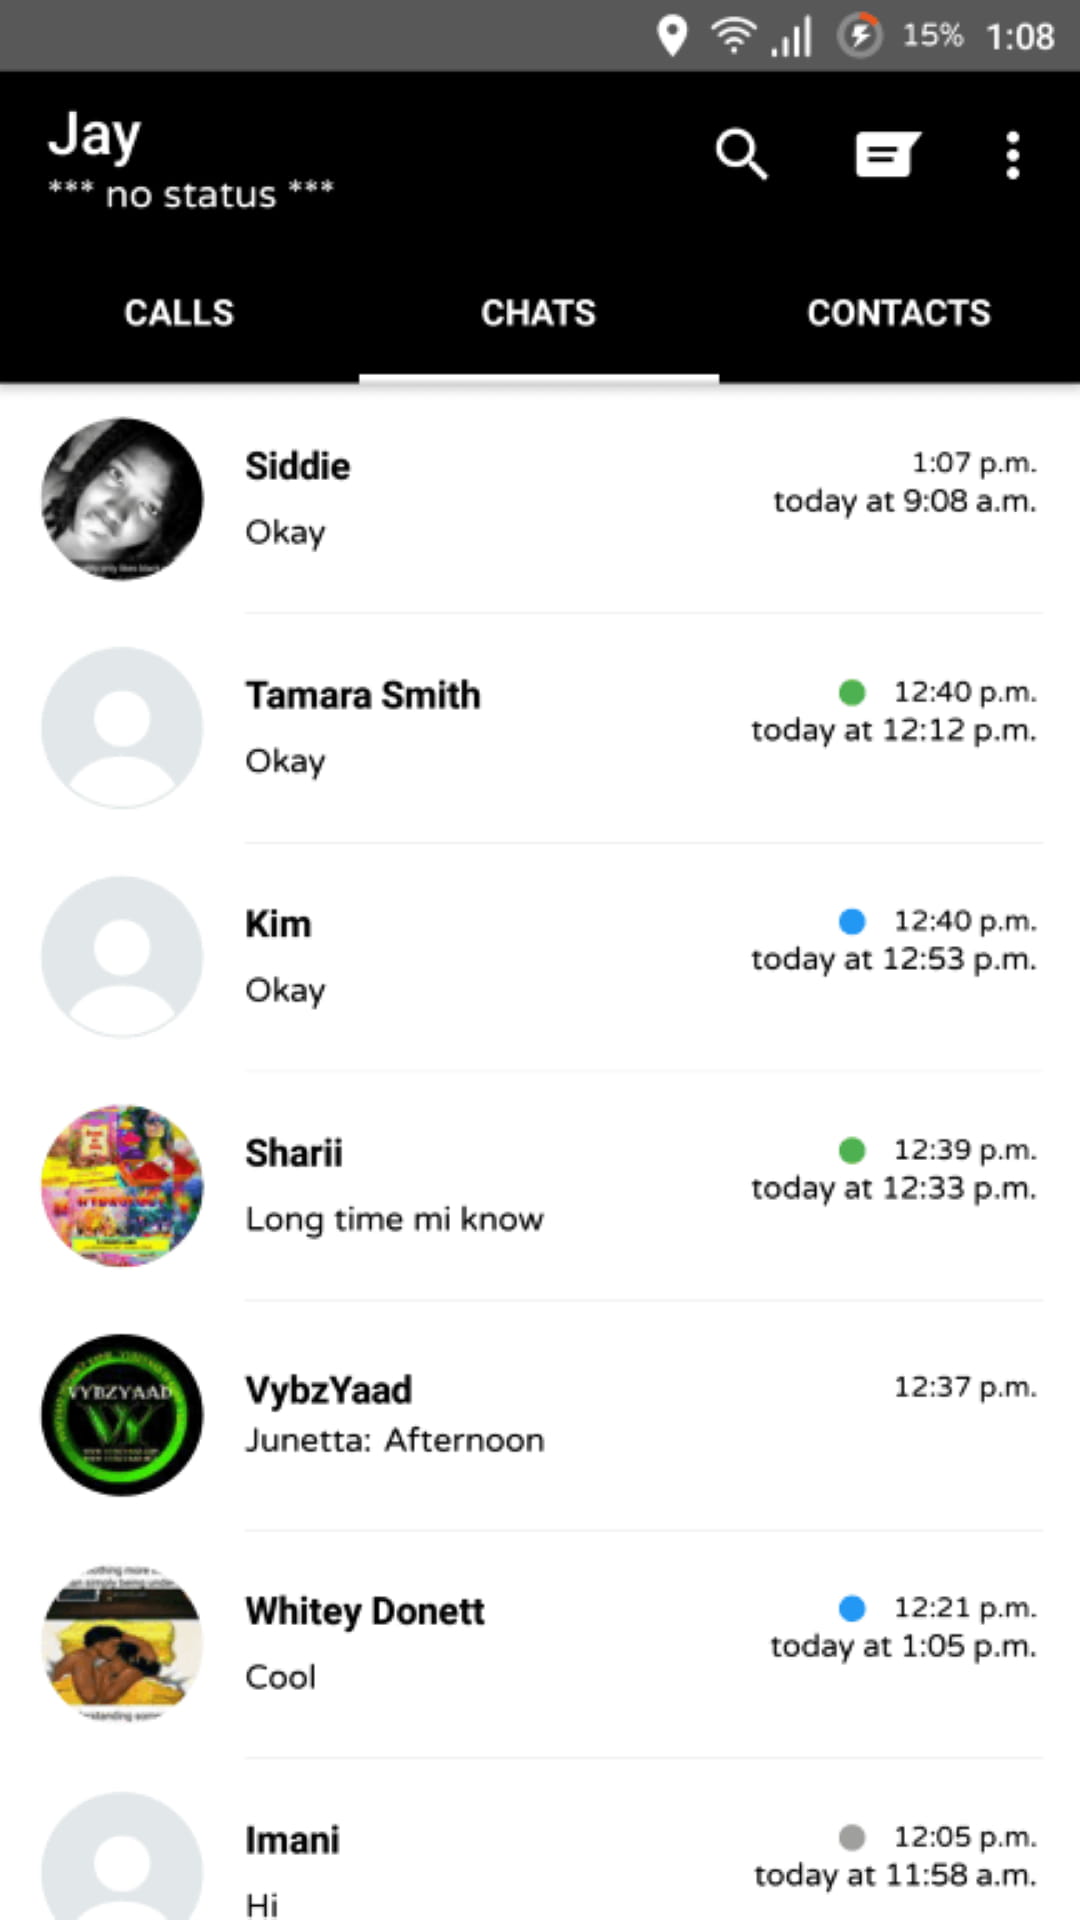 15% 1:08
Jay
*** no status ***
CALLS CHATS CONTACTS
Siddie 1:07 p.m.
today at 9:08 a.m.
Okay
Tamara Smith 12:40 p.m.
today at 12:12 p.m.
Okay
Kim 12:40 p.m.
today at 12:53 p.m.
Okay
Sharii 12:39 p.m.
today at 12:33 p.m.
Long time mi know
VYBZYAAD
VybzYaad 12:37 p.m.
Junetta: Afternoon
Whitey Donett 12:21 p.m.
today at 1:05 p.m.
Cool
Imani 12:05 p.m.
today at 11:58 a.m.
Hi